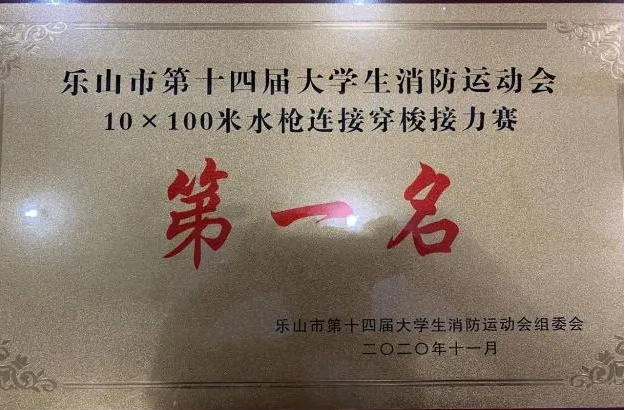 乐山市第十四届大学生消防运动会
10×100米水枪连接穿梭接力赛
第一名
乐山市第十四届大学生消防运动会组委会
二〇二〇年十一月